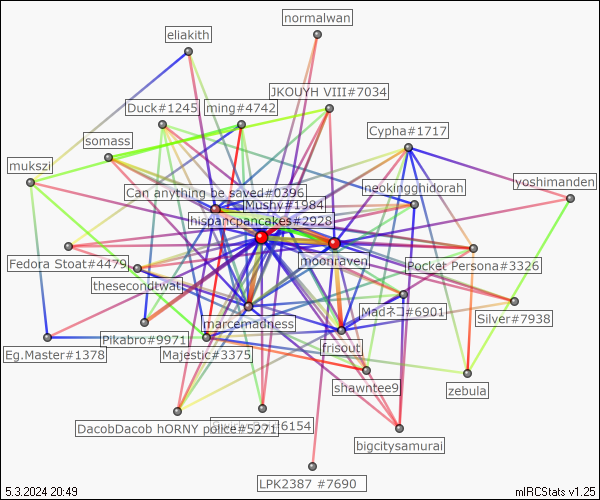 normalwan
eliakith
JKOUYH VIII#7034
Duck#1245
ming#4742
Cypha#1717
somass
mukszi
yoshimanden
Can anything be saved#0396
neokingghidorah
Mushy#1984
hispancpancakes#2928
moonraven
Fedora Stoat#4479
Pocket Persona#3326
thesecondtwat
Madネコ#6901
Silver#7938
marcemadness
Pikabro#9971
frisout
Eg.Master#1378
Majestic#3375
shawntee9
zebula
DacobDacob hORNY police#5271
#6154
bigcitysamurai
LPK2387 #7690
5.3.2024 20:49
mIRCStats v1.25